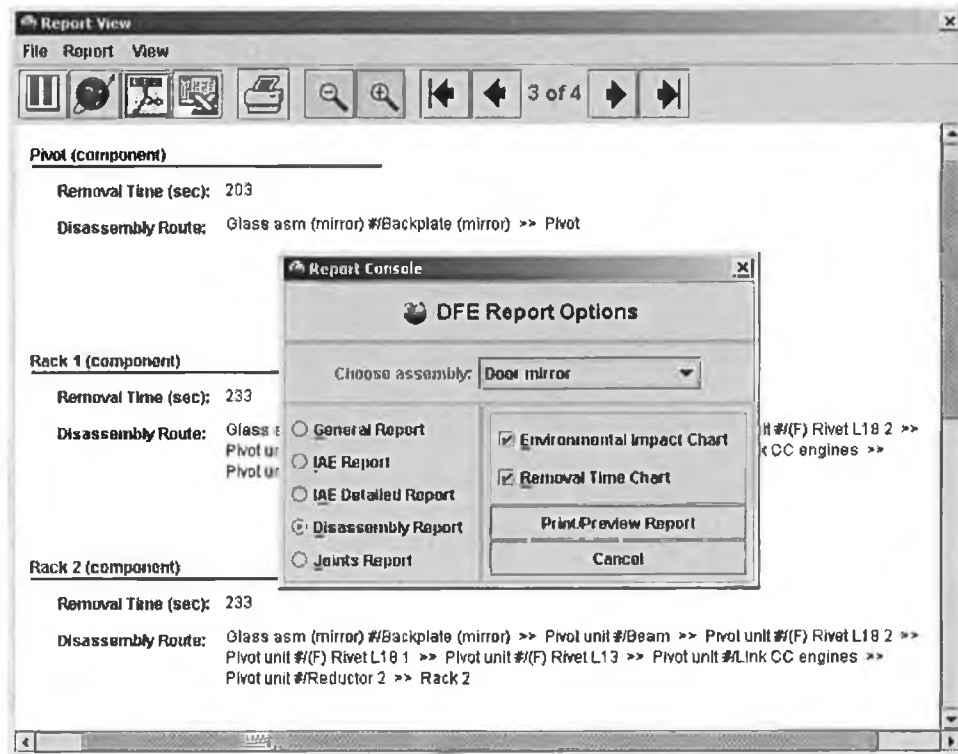 Report View
File Report View
3 of 4
Pivot (component)
Removal Time (sec): 203
Disassembly Route: Glass asm (mirror) #/Backplate (mirror) >> Pivot
Rack 1 (component)
Removal Time (sec): 233
Disassembly Route: Glass
#/(F) Rivet L18 2 >>
Pivot
CC engines >>
Pivot
Report Console
DFE Report Options
Choose assembly: Door mirror
General Report
IAE Report
IAE Detailed Report
Disassembly Report
Joints Report
Environmental Impact Chart
Removal Time Chart
Print/Preview Report
Cancel
Rack 2 (component)
Removal Time (sec): 233
Disassembly Route: Glass asm (mirror) #/Backplate (mirror) >> Pivot unit #/Beam >> Pivot unit #/(F) Rivet L18 2 >>
Pivot unit #/(F) Rivet L18 1 >> Pivot unit #/(F) Rivet L13 >> Pivot unit #/Link CC engines >>
Pivot unit #/Reductor 2 >> Rack 2